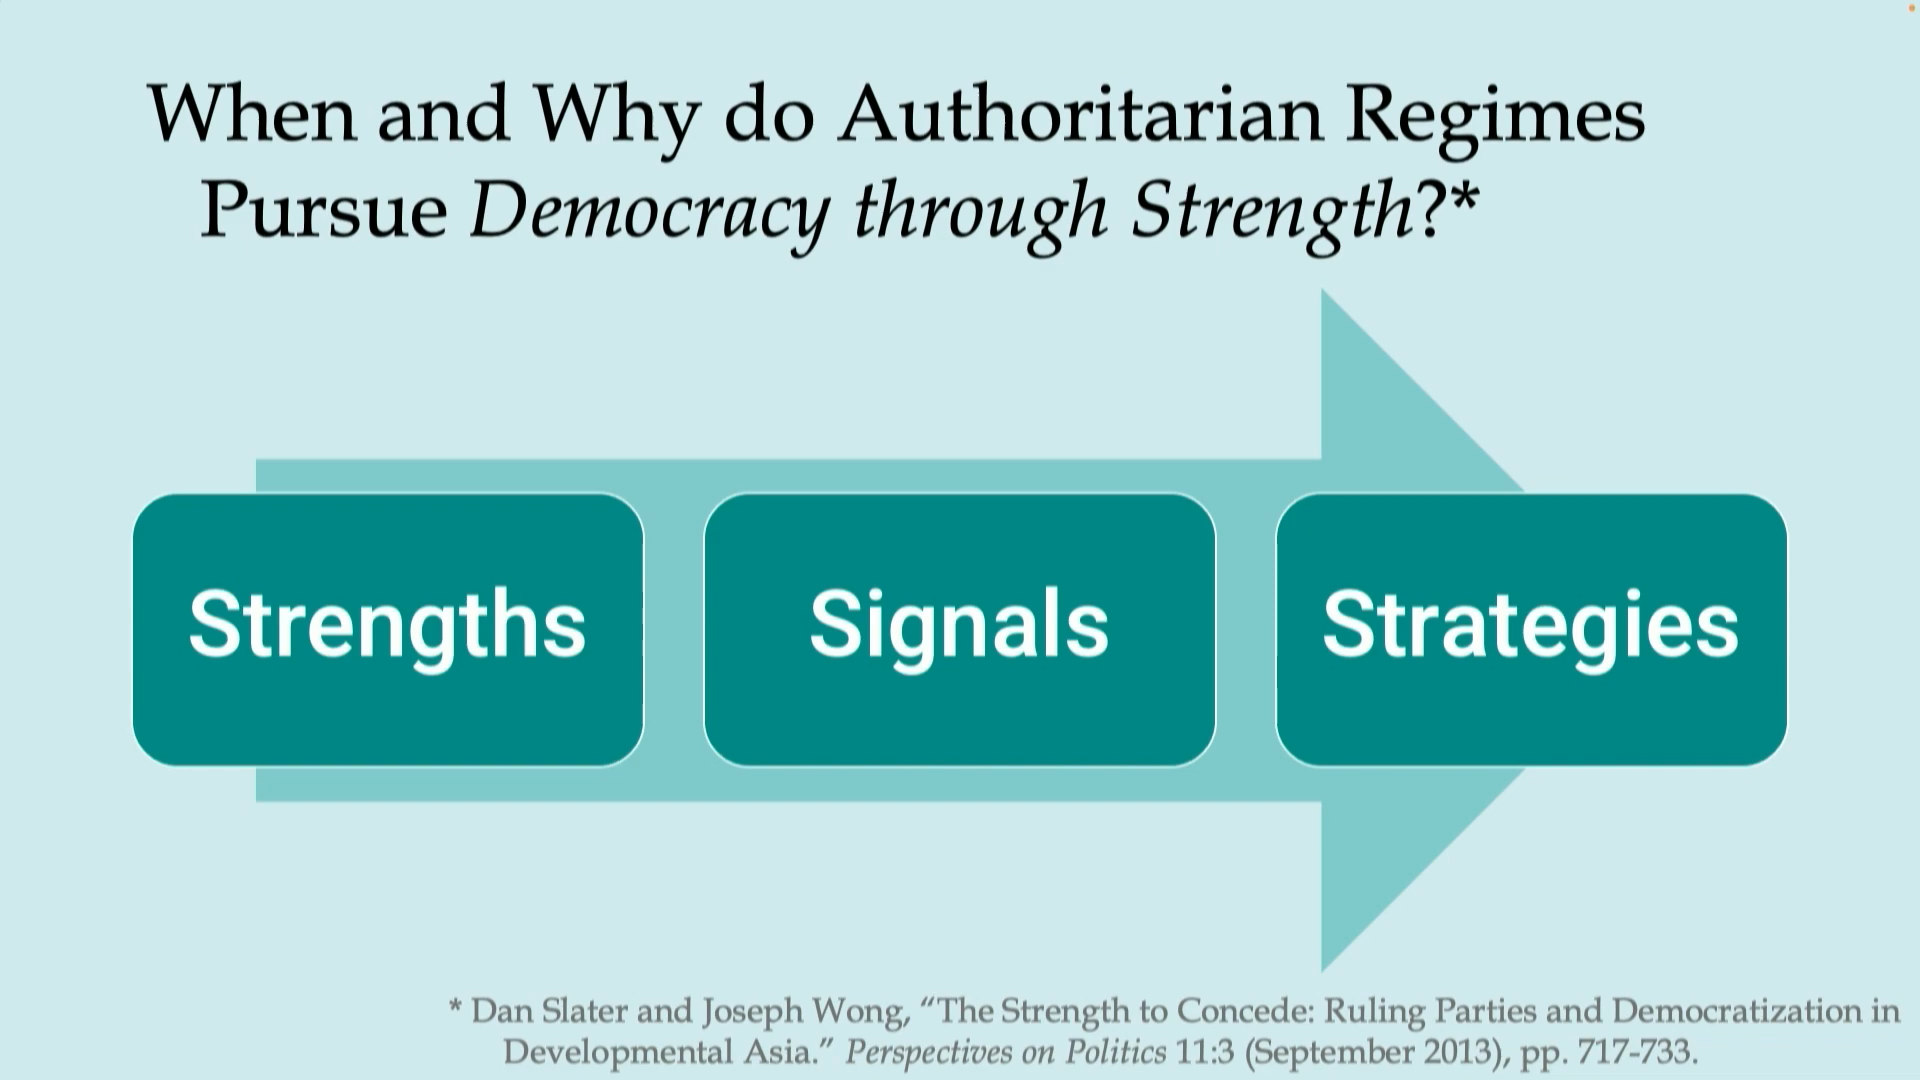 When and Why do Authoritarian Regimes
Pursue Democracy through Strength?*
Strengths
Signals
Strategies
* Dan Slater and Joseph Wong, “The Strength to Concede: Ruling Parties and Democratization in
Developmental Asia.” Perspectives on Politics 11:3 (September 2013), pp. 717-733.